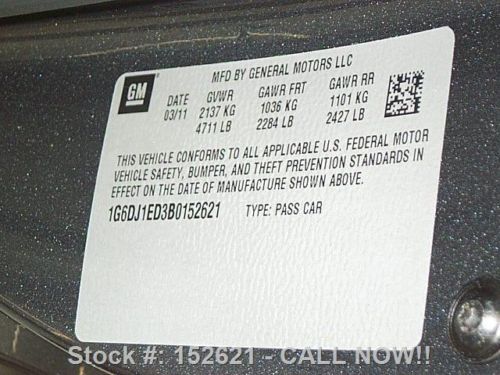 MFD BY GENERAL MOTORS LLC
GM
DATE GVWR GAWR FRT GAWR RR
03/11 2137 KG 1036 KG 1101 KG
4711 LB 2284 LB 2427 LB
THIS VEHICLE CONFORMS TO ALL APPLICABLE U.S. FEDERAL MOTOR
VEHICLE SAFETY, BUMPER, AND THEFT PREVENTION STANDARDS IN
EFFECT ON THE DATE OF MANUFACTURE SHOWN ABOVE.
1G6DJ1ED3B0152621 TYPE: PASS CAR
Stock #: 152621 - CALL NOW!!